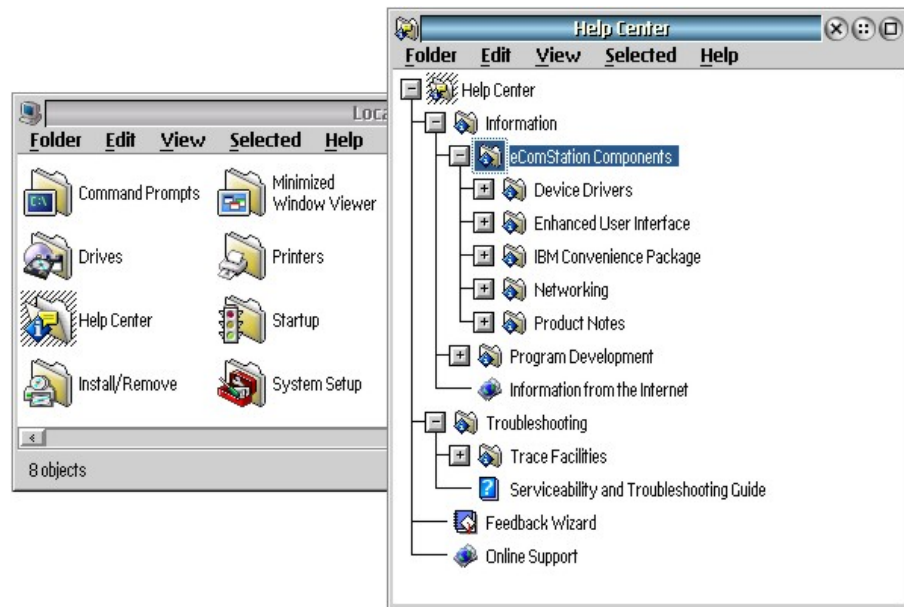 Loca
Folder Edit View Selected Help
Command Prompts
Minimized
Window Viewer
Drives
Printers
Help Center
Startup
Install/Remove
System Setup
8 objects
Help Center
Folder Edit View Selected Help
Help Center
Information
eComStation Components
Device Drivers
Enhanced User Interface
IBM Convenience Package
Networking
Product Notes
Program Development
Information from the Internet
Troubleshooting
Trace Facilities
Serviceability and Troubleshooting Guide
Feedback Wizard
Online Support